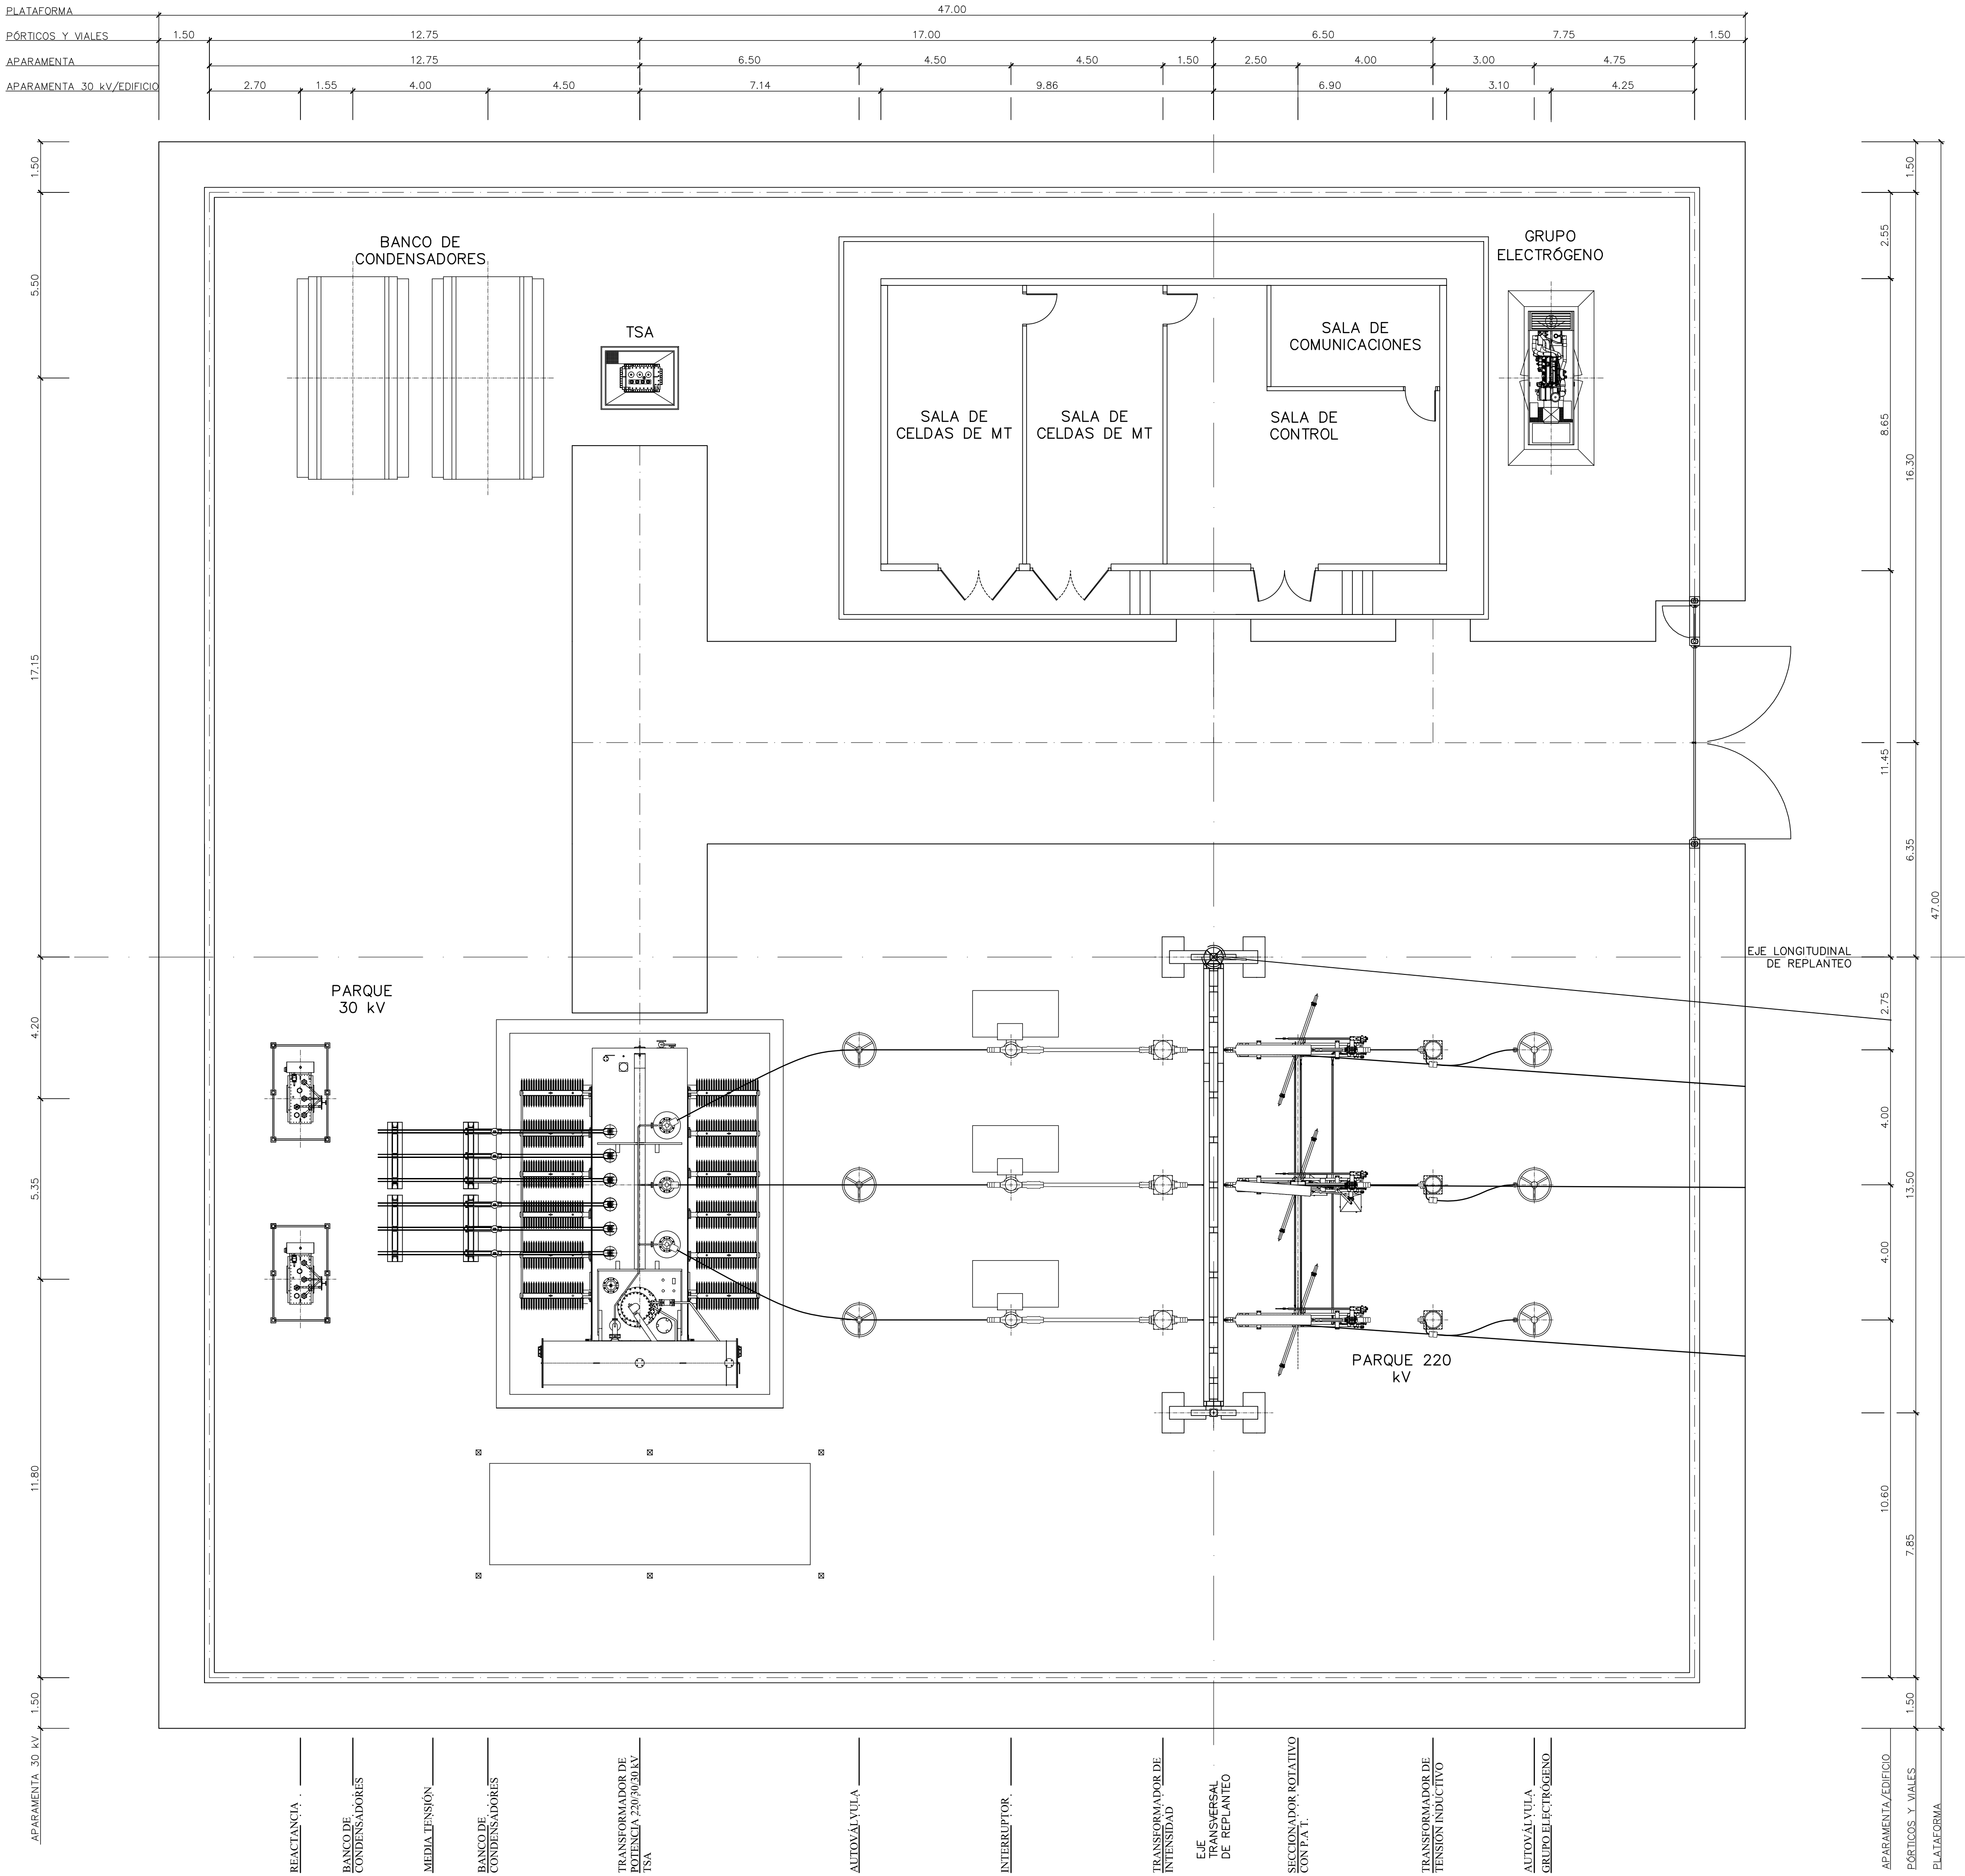 PLATAFORMA
47.00
PÓRTICOS Y VIALES
1.50
12.75
17.00
6.50
7.75
1.50
APARAMENTA
12.75
6.50
4.50
4.50
1.50
2.50
4.00
3.00
4.75
APARAMENTA 30 kV/EDIFICIO
2.70
1.55
4.00
4.50
7.14
9.86
6.90
3.10
4.25
1.50
5.50
17.15
4.20
5.35
11.80
1.50
APARAMENTA 30 kV
BANCO DE
CONDENSADORES
TSA
SALA DE
CELDAS DE MT
SALA DE
CELDAS DE MT
SALA DE
COMUNICACIONES
SALA DE
CONTROL
GRUPO
ELECTRÓGENO
EJE LONGITUDINAL
DE REPLANTEO
PARQUE
30 kV
PARQUE 220
kV
2.55
8.65
11.45
2.75
4.00
4.00
10.60
APARAMENTA/EDIFICIO
1.50
16.30
6.35
13.50
7.85
1.50
PÓRTICOS Y VIALES
47.00
PLATAFORMA
REACTANCIA
BANCO DE
CONDENSADORES
MEDIA TENSIÓN
BANCO DE
CONDENSADORES
TRANSFORMADOR DE
POTENCIA 220/30/30 kV
TSA
AUTOVÁLVULA
INTERRUPTOR
TRANSFORMADOR DE
INTENSIDAD
EJE
TRANSVERSAL
DE REPLANTEO
SECCIONADOR ROTATIVO
CON P.A T.
TRANSFORMADOR DE
TENSIÓN INDUCTIVO
AUTOVÁLVULA
GRUPO ELECTRÓGENO